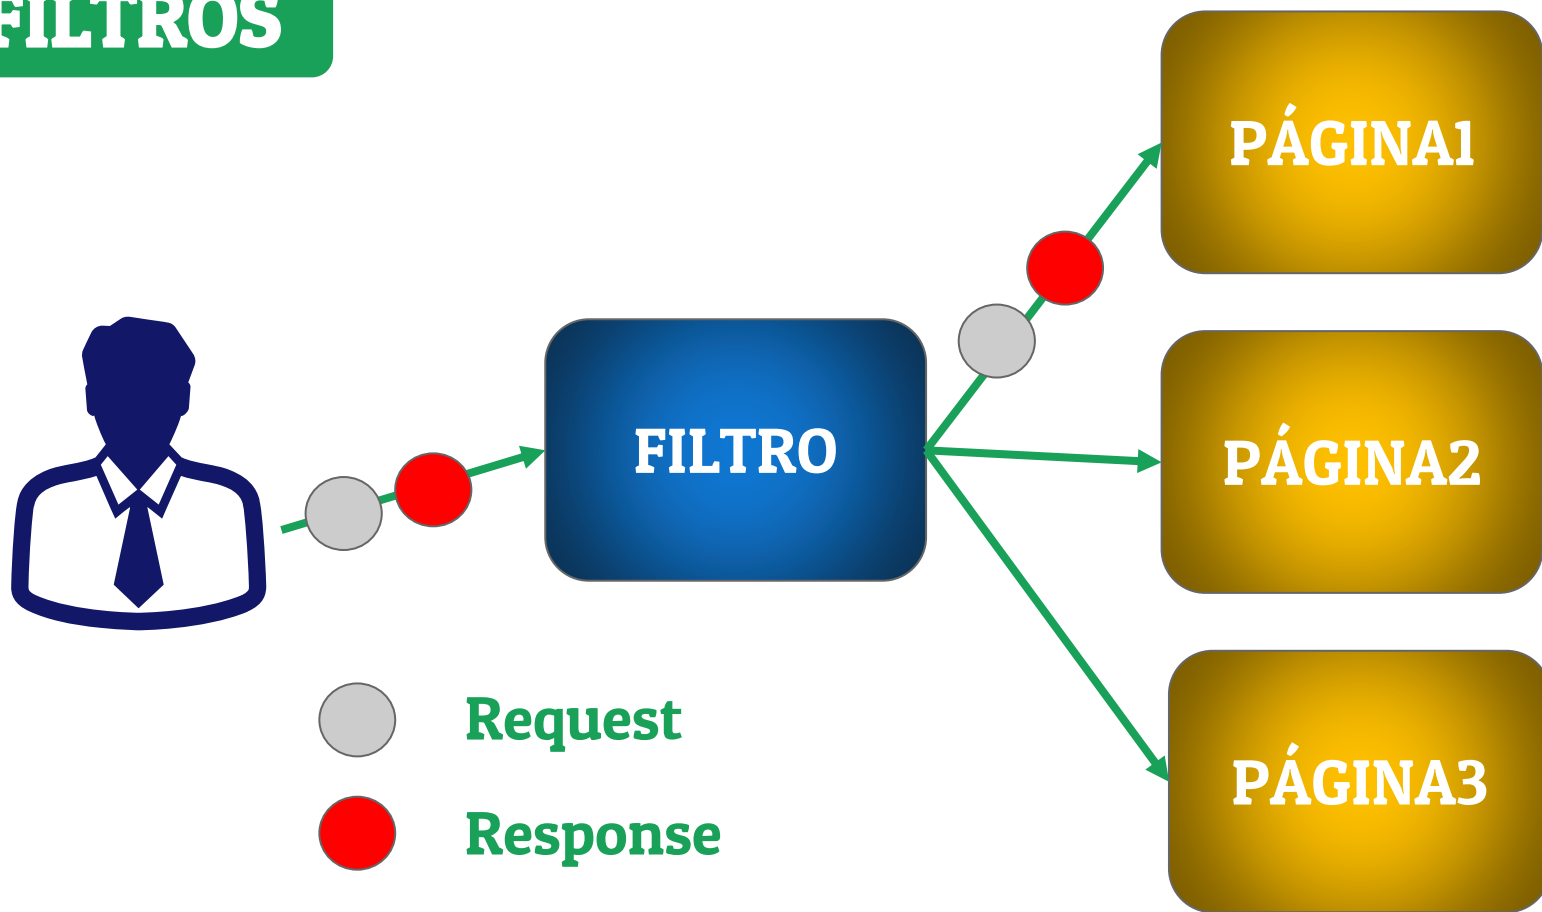 FILTROS
PÁGINA1
FILTRO
PÁGINA2
Request
PÁGINA3
Response